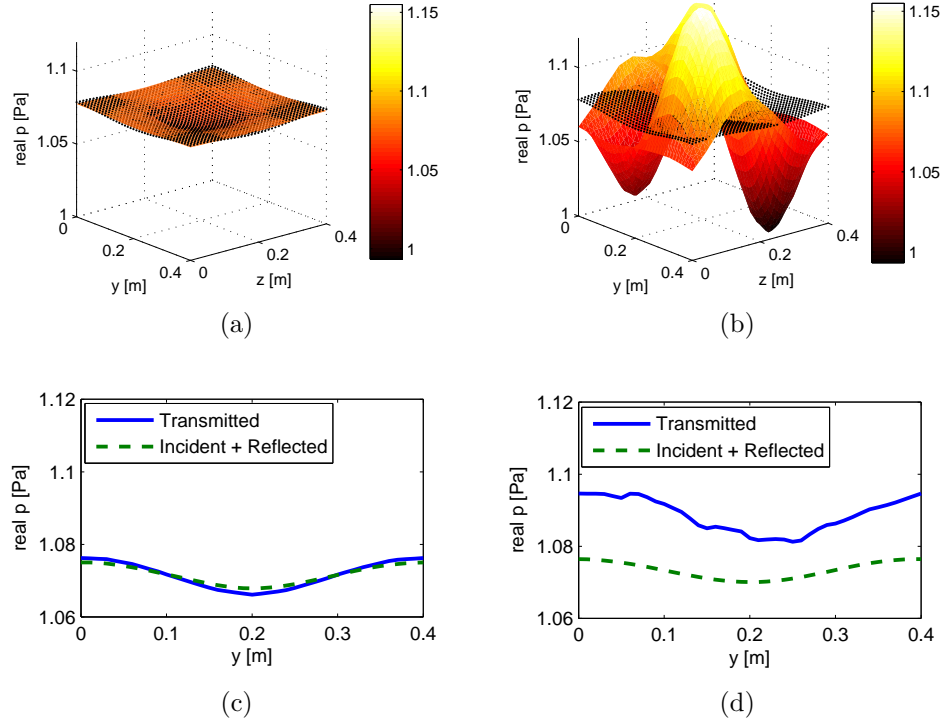 real p [Pa]
1.1
1.05
1
0
0.2
0.4
y [m]
0
0.2
0.4
z [m]
1.15
1.1
1.05
1
(a)
real p [Pa]
1.1
1.05
1
0
0.2
0.4
y [m]
0
0.2
0.4
z [m]
1.15
1.1
1.05
1
(b)
real p [Pa]
1.12
1.1
1.08
1.06
Transmitted
Incident + Reflected
0 0.1 0.2 0.3 0.4
y [m]
(c)
real p [Pa]
1.12
1.1
1.08
1.06
Transmitted
Incident + Reflected
0 0.1 0.2 0.3 0.4
y [m]
(d)